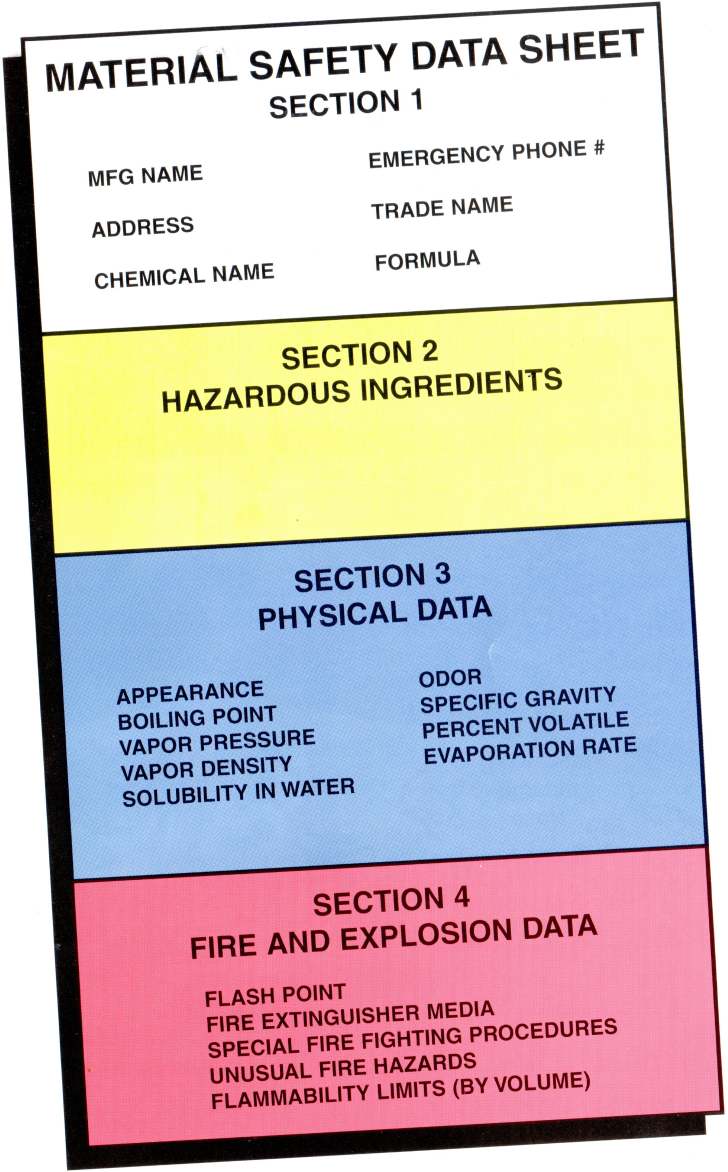 MATERIAL SAFETY DATA SHEET
SECTION 1
MFG NAME
EMERGENCY PHONE #
ADDRESS
TRADE NAME
CHEMICAL NAME
FORMULA
SECTION 2
HAZARDOUS INGREDIENTS
SECTION 3
PHYSICAL DATA
APPEARANCE
BOILING POINT
VAPOR PRESSURE
VAPOR DENSITY
SOLUBILITY IN WATER
ODOR
SPECIFIC GRAVITY
PERCENT VOLATILE
EVAPORATION RATE
SECTION 4
FIRE AND EXPLOSION DATA
FLASH POINT
FIRE EXTINGUISHER MEDIA
SPECIAL FIRE FIGHTING PROCEDURES
UNUSUAL FIRE HAZARDS
FLAMMABILITY LIMITS (BY VOLUME)